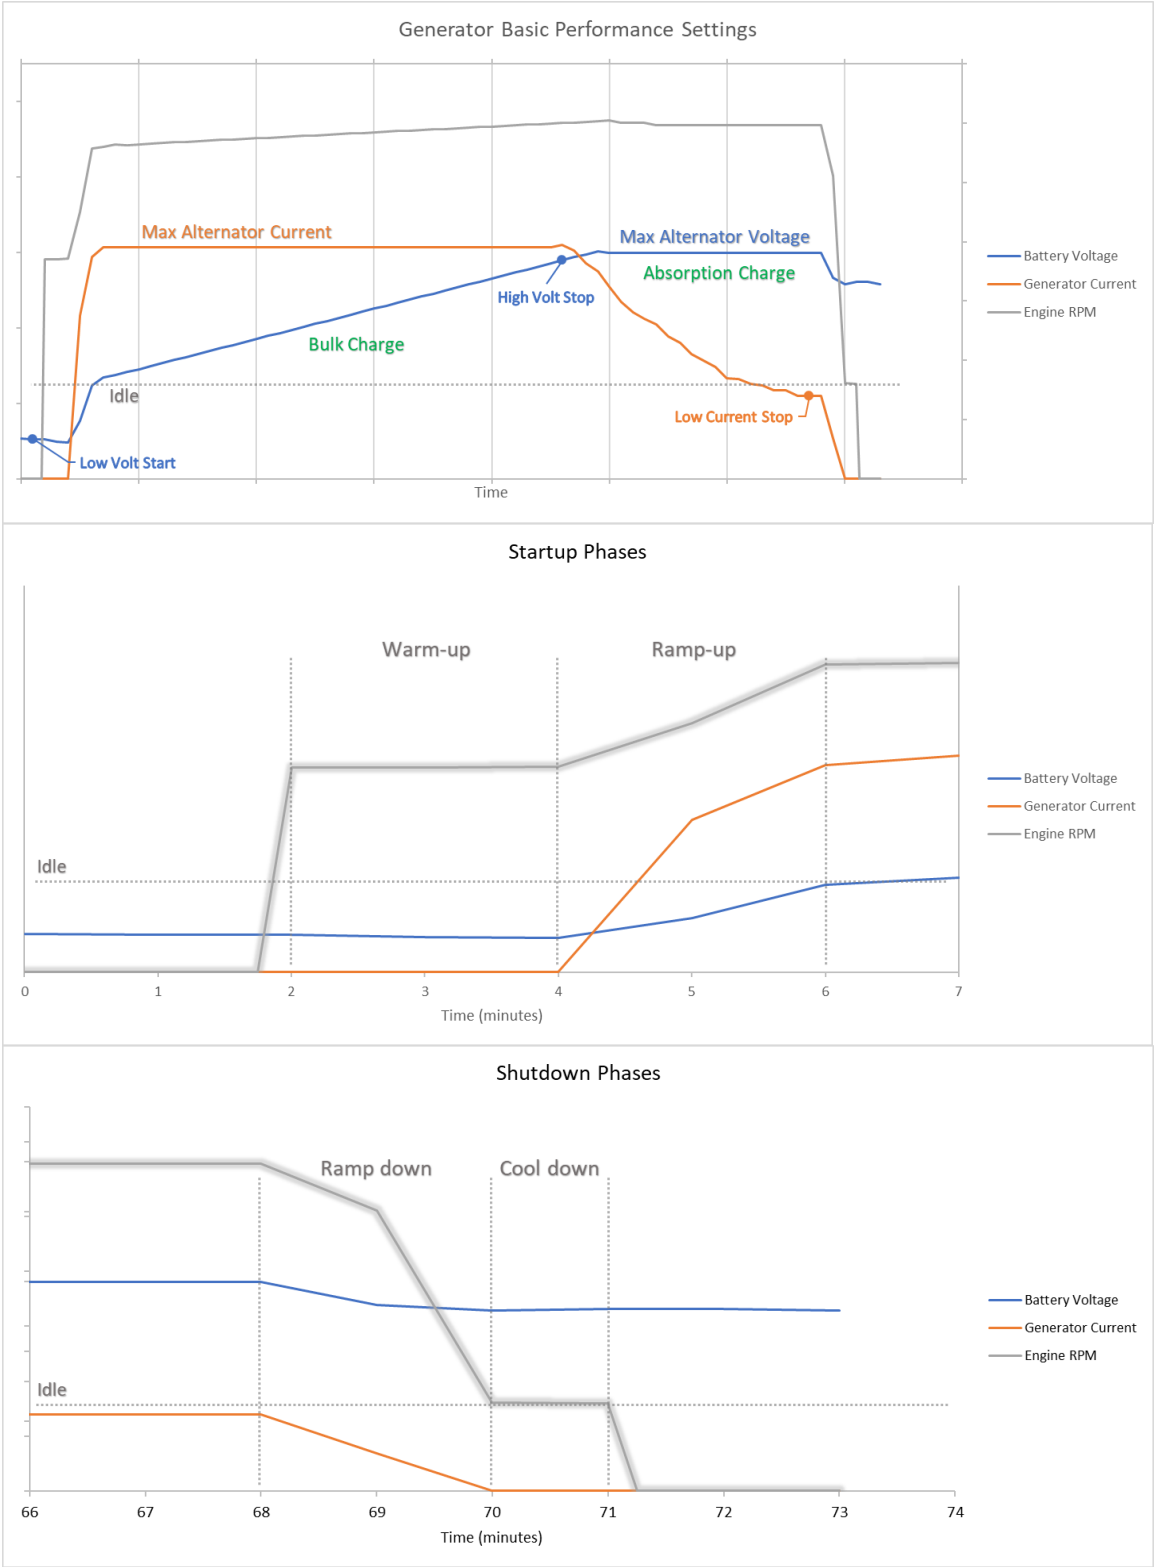 Generator Basic Performance Settings
Max Alternator Current
Max Alternator Voltage
Absorption Charge
High Volt Stop
Bulk Charge
Idle
Low Current Stop
Low Volt Start
Time
Battery Voltage
Generator Current
Engine RPM
Startup Phases
Warm-up
Ramp-up
Idle
0 1 2 3 4 5 6 7
Time (minutes)
Battery Voltage
Generator Current
Engine RPM
Shutdown Phases
Ramp down
Cool down
Idle
66 67 68 69 70 71 72 73 74
Time (minutes)
Battery Voltage
Generator Current
Engine RPM